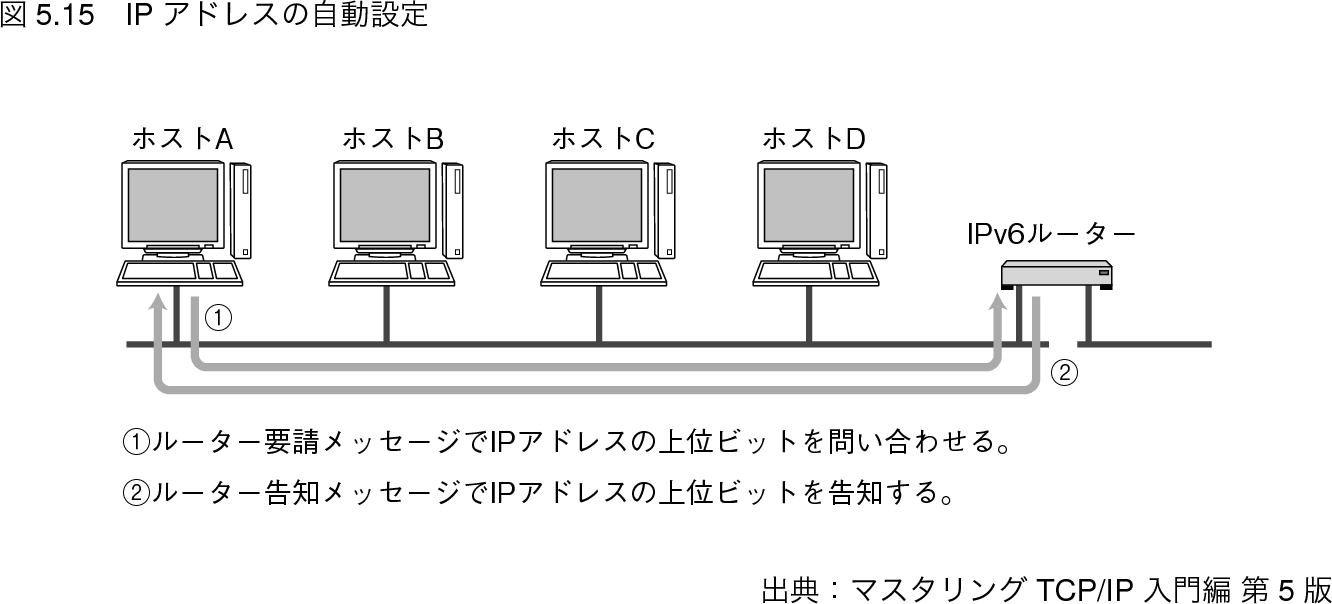 図 5.15　IP アドレスの自動設定
ホストA ホストB ホストC ホストD
IPv6ルーター
①
②
①ルーター要請メッセージでIPアドレスの上位ビットを問い合わせる。
②ルーター告知メッセージでIPアドレスの上位ビットを告知する。
出典：マスタリング TCP/IP 入門編 第 5 版